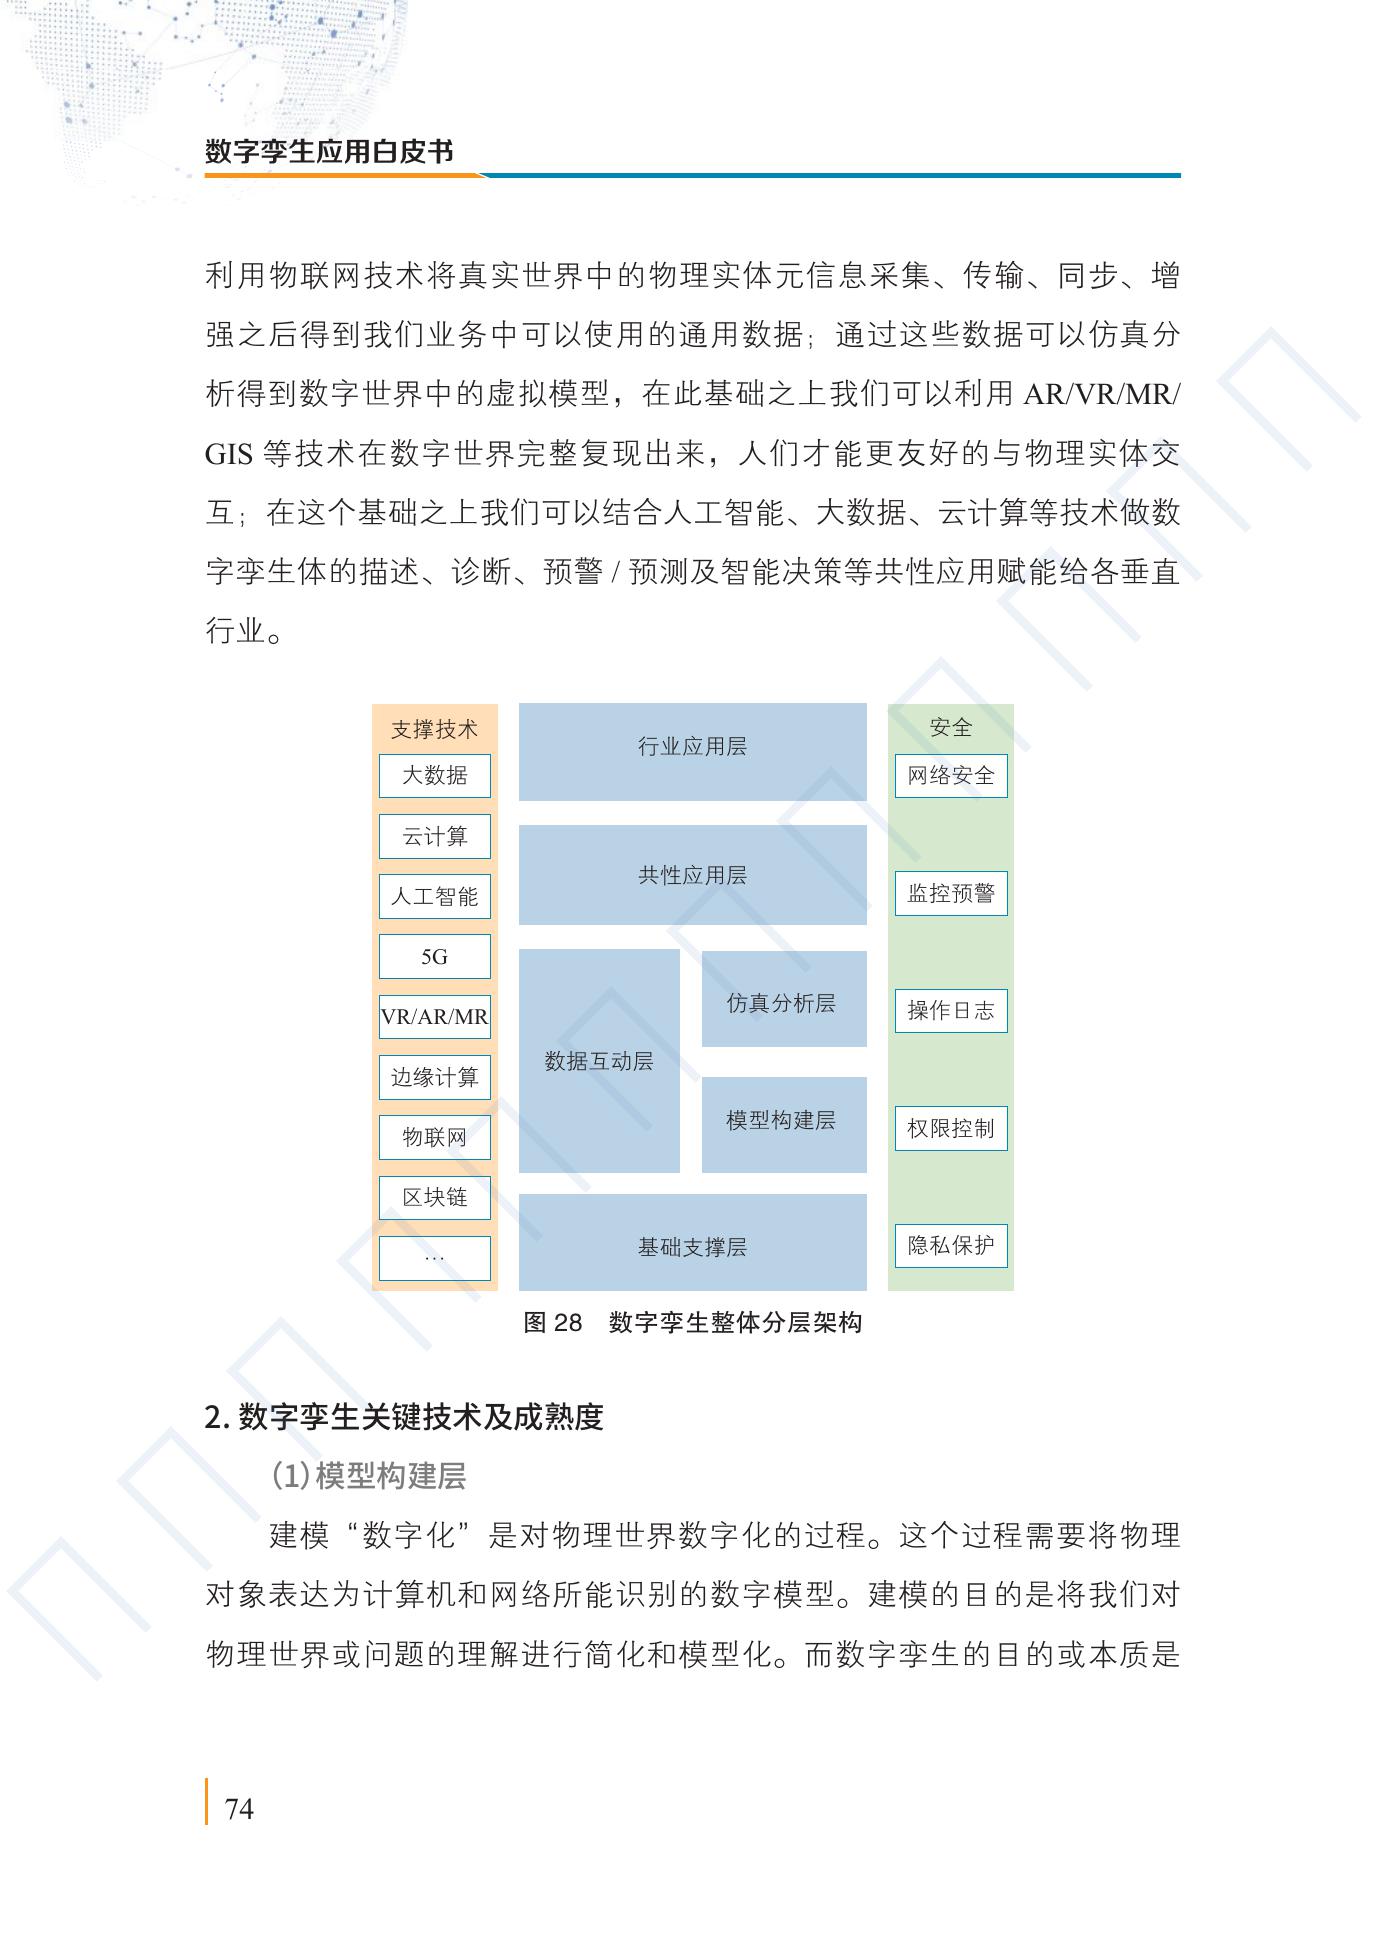 数字孪生应用白皮书
利用物联网技术将真实世界中的物理实体元信息采集、传输、同步、增
强之后得到我们业务中可以使用的通用数据；通过这些数据可以仿真分
析得到数字世界中的虚拟模型，在此基础之上我们可以利用 AR/VR/MR/
GIS 等技术在数字世界完整复现出来，人们才能更友好的与物理实体交
互；在这个基础之上我们可以结合人工智能、大数据、云计算等技术做数
字孪生体的描述、诊断、预警 / 预测及智能决策等共性应用赋能给各垂直
行业。
支撑技术
大数据
云计算
人工智能
5G
VR/AR/MR
边缘计算
物联网
区块链
…
行业应用层
共性应用层
数据互动层
仿真分析层
模型构建层
基础支撑层
安全
网络安全
监控预警
操作日志
权限控制
隐私保护
图 28 数字孪生整体分层架构
2. 数字孪生关键技术及成熟度
（1）模型构建层
建模“数字化”是对物理世界数字化的过程。这个过程需要将物理
对象表达为计算机和网络所能识别的数字模型。建模的目的是将我们对
物理世界或问题的理解进行简化和模型化。而数字孪生的目的或本质是
74